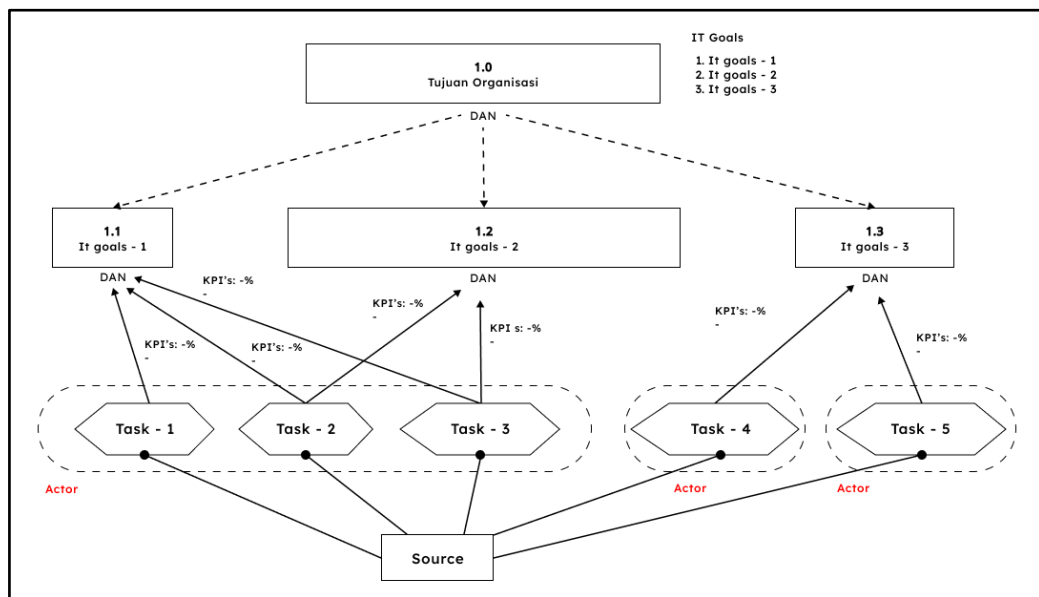 IT Goals
1. It goals - 1
2. It goals - 2
3. It goals - 3
1.0
Tujuan Organisasi
DAN
1.1
It goals - 1
1.2
It goals - 2
1.3
It goals - 3
DAN
DAN
DAN
KPI's: -%
-
KPI's: -%
-
KPI's: -%
-
KPI s: -%
-
KPI's: -%
-
KPI's: -%
-
KPI's: -%
-
Task - 1
Task - 2
Task - 3
Task - 4
Task - 5
Actor
Actor
Actor
Source